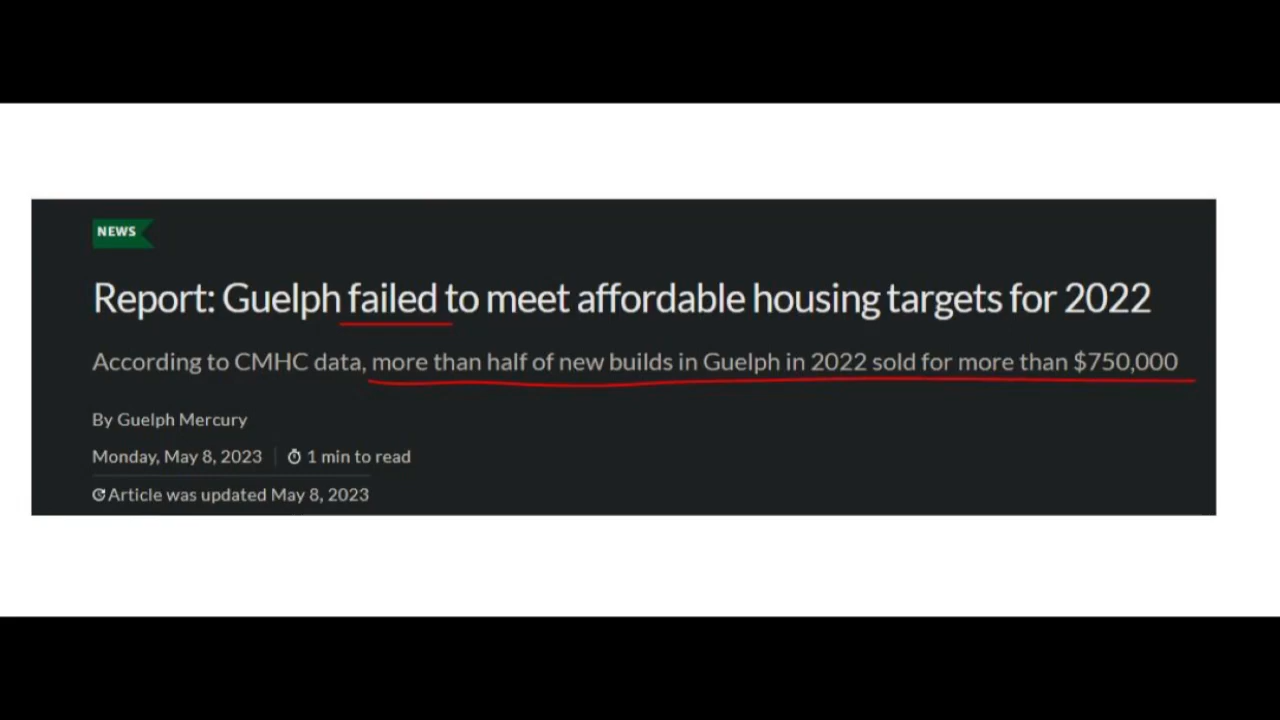 NEWS
Report: Guelph failed to meet affordable housing targets for 2022
According to CMHC data, more than half of new builds in Guelph in 2022 sold for more than $750,000
By Guelph Mercury
Monday, May 8, 2023 1 min to read
Article was updated May 8, 2023